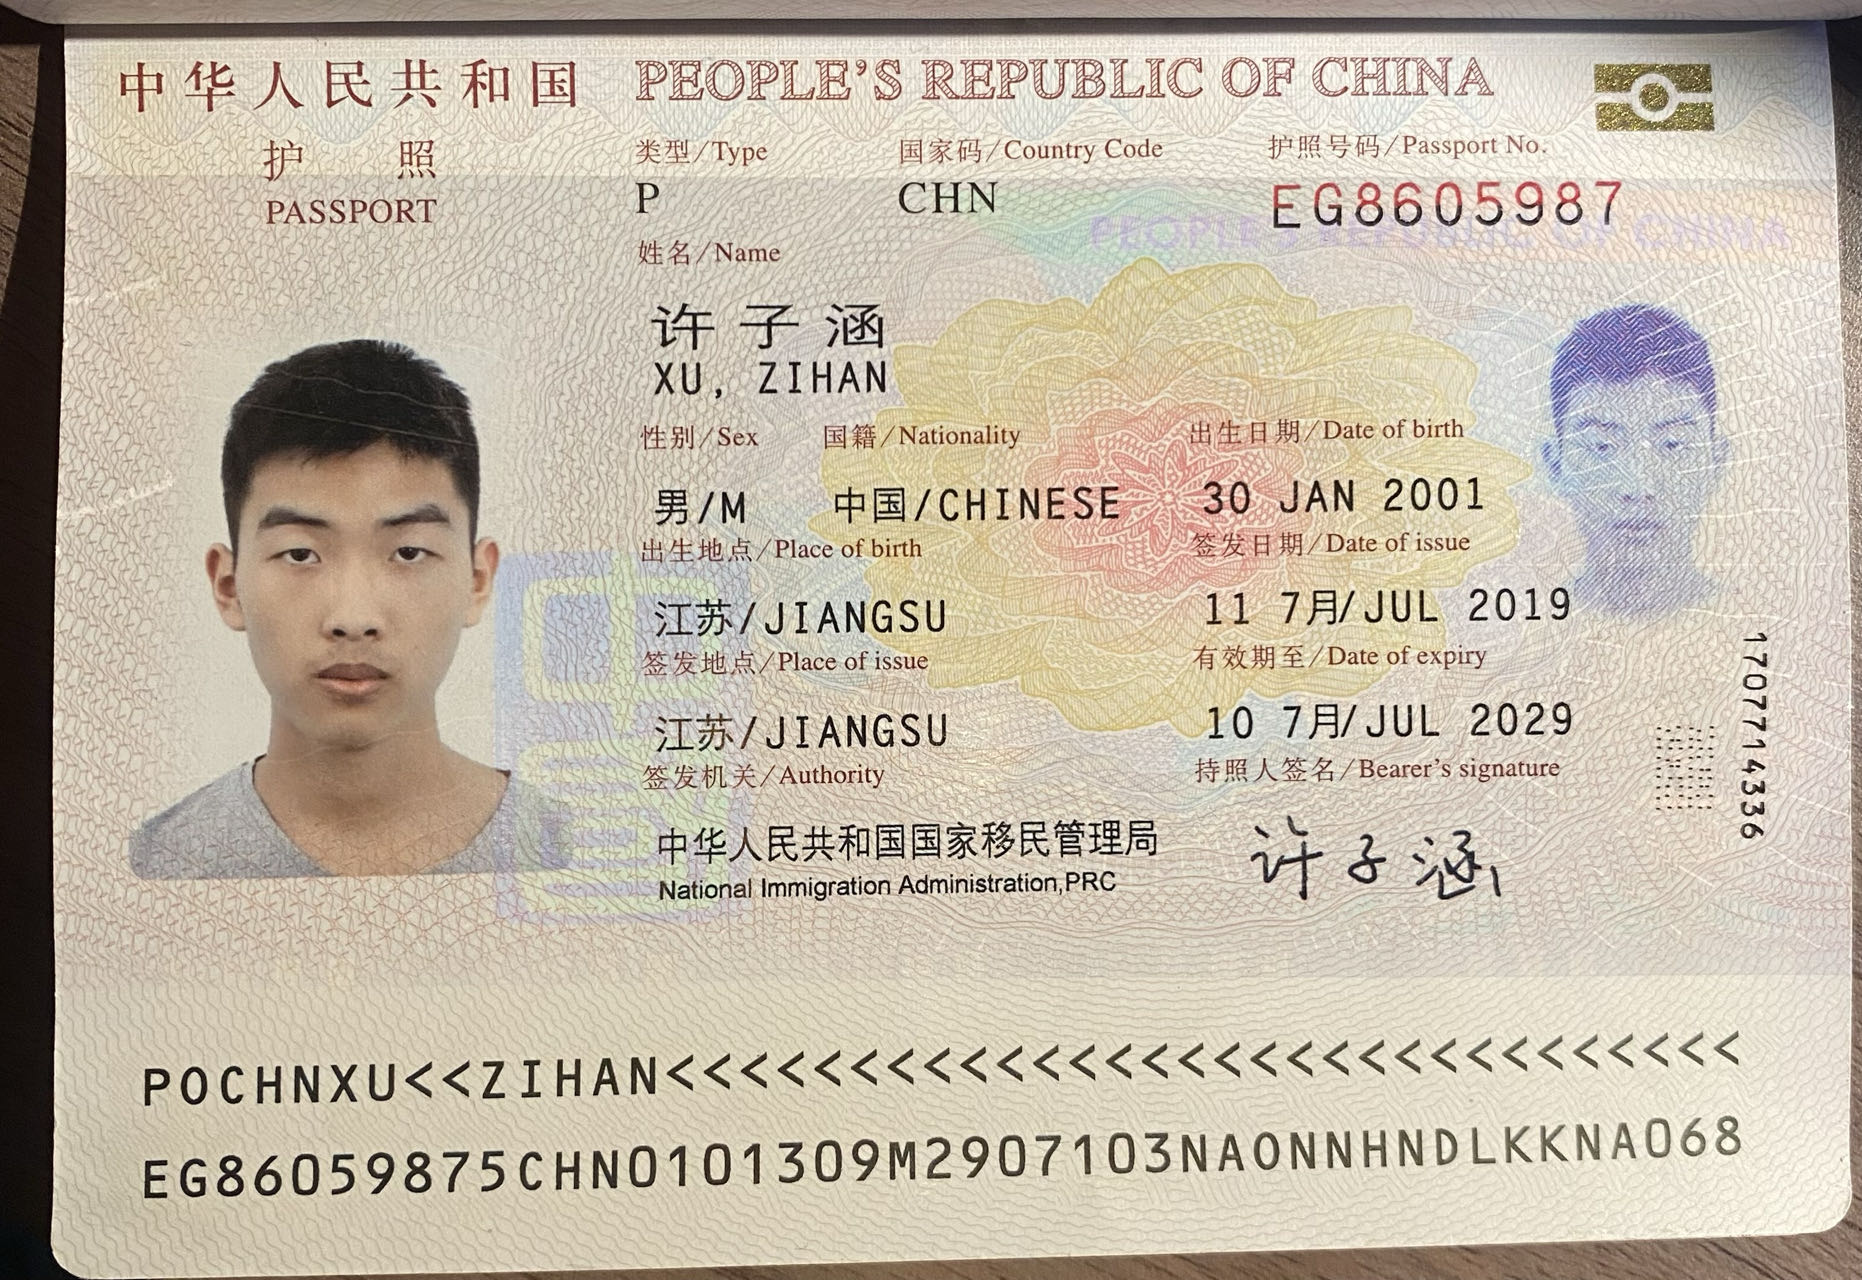 中华人民共和国 PEOPLE'S REPUBLIC OF CHINA
护照
PASSPORT
类型/Type 国家码/Country Code 护照号码/Passport No.
P CHN EG8605987
PEOPLE'S REPUBLIC OF CHINA
姓名/Name
许子涵
XU, ZIHAN
性别/Sex 国籍/Nationality 出生日期/Date of birth
男/M 中国/CHINESE 30 JAN 2001
出生地点/Place of birth 签发日期/Date of issue
江苏/JIANGSU 11 7月/JUL 2019
签发地点/Place of issue 有效期至/Date of expiry
江苏/JIANGSU 10 7月/JUL 2029
签发机关/Authority 持照人签名/Bearer's signature
中华人民共和国国家移民管理局 许子涵
National Immigration Administration,PRC
1707714336
POCHNXU<<ZIHAN<<<<<<<<<<<<<<<<<<<<<<<<<<<<<<
EG86059875CHN0101309M2907103NAONNHNDLKKNA068